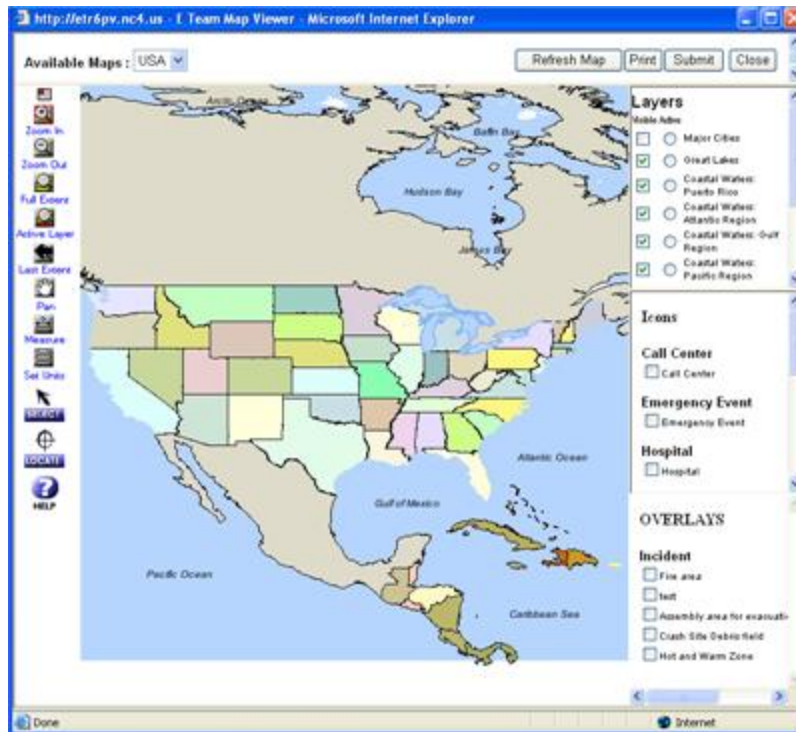 http://etr6pv.nc4.us - E Team Map Viewer - Microsoft Internet Explorer
Available Maps : USA
Refresh Map
Print
Submit
Close
Zoom In
Zoom Out
Full Extent
Active Layer
Last Extent
Pan
Measure
Set Units
SELECT
LOCATE
HELP
Arctic Ocean
Baffin Bay
Hudson Bay
James Bay
Atlantic Ocean
Gulf of Mexico
Pacific Ocean
Caribbean Sea
Layers
Visible Active
Major Cities
Great Lakes
Coastal Waters:
Puerto Rico
Coastal Waters:
Atlantic Region
Coastal Waters: Gulf
Region
Coastal Waters:
Pacific Region
Icons
Call Center
Call Center
Emergency Event
Emergency Event
Hospital
Hospital
OVERLAYS
Incident
Fire area
test
Assembly area for evacuati
Crash Site Debris field
Hot and Warm Zone
Done
Internet